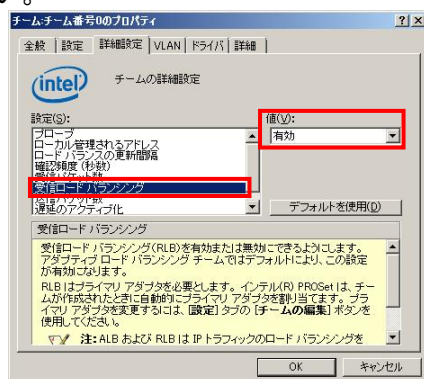 す。
チーム:チーム番号0のプロパティ
全般 設定 詳細設定 VLAN ドライバ 詳細
intel チームの詳細設定
設定(S):
値(V):
プローブ
ローカル管理されるアドレス
ロード バランスの更新間隔
確認頻度 (秒数)
受信パケット数
受信ロード バランシング
送信パケット数
遅延のアクティブ化
有効
デフォルトを使用(D)
受信ロード バランシング
受信ロード バランシング(RLB)を有効または無効にできるようにします。
アダプティブ ロード バランシング チームではデフォルトにより、この設定
が有効になります。
RLB はプライマリ アダプタを必要とします。インテル(R) PROSet は、チー
ムが作成されたときに自動的にプライマリ アダプタを割り当てます。プラ
イマリ アダプタを変更するには、[設定] タブの [チームの編集] ボタンを
使用してください。
注: ALB および RLB は IP トラフィックのロード バランシングを
OK キャンセル